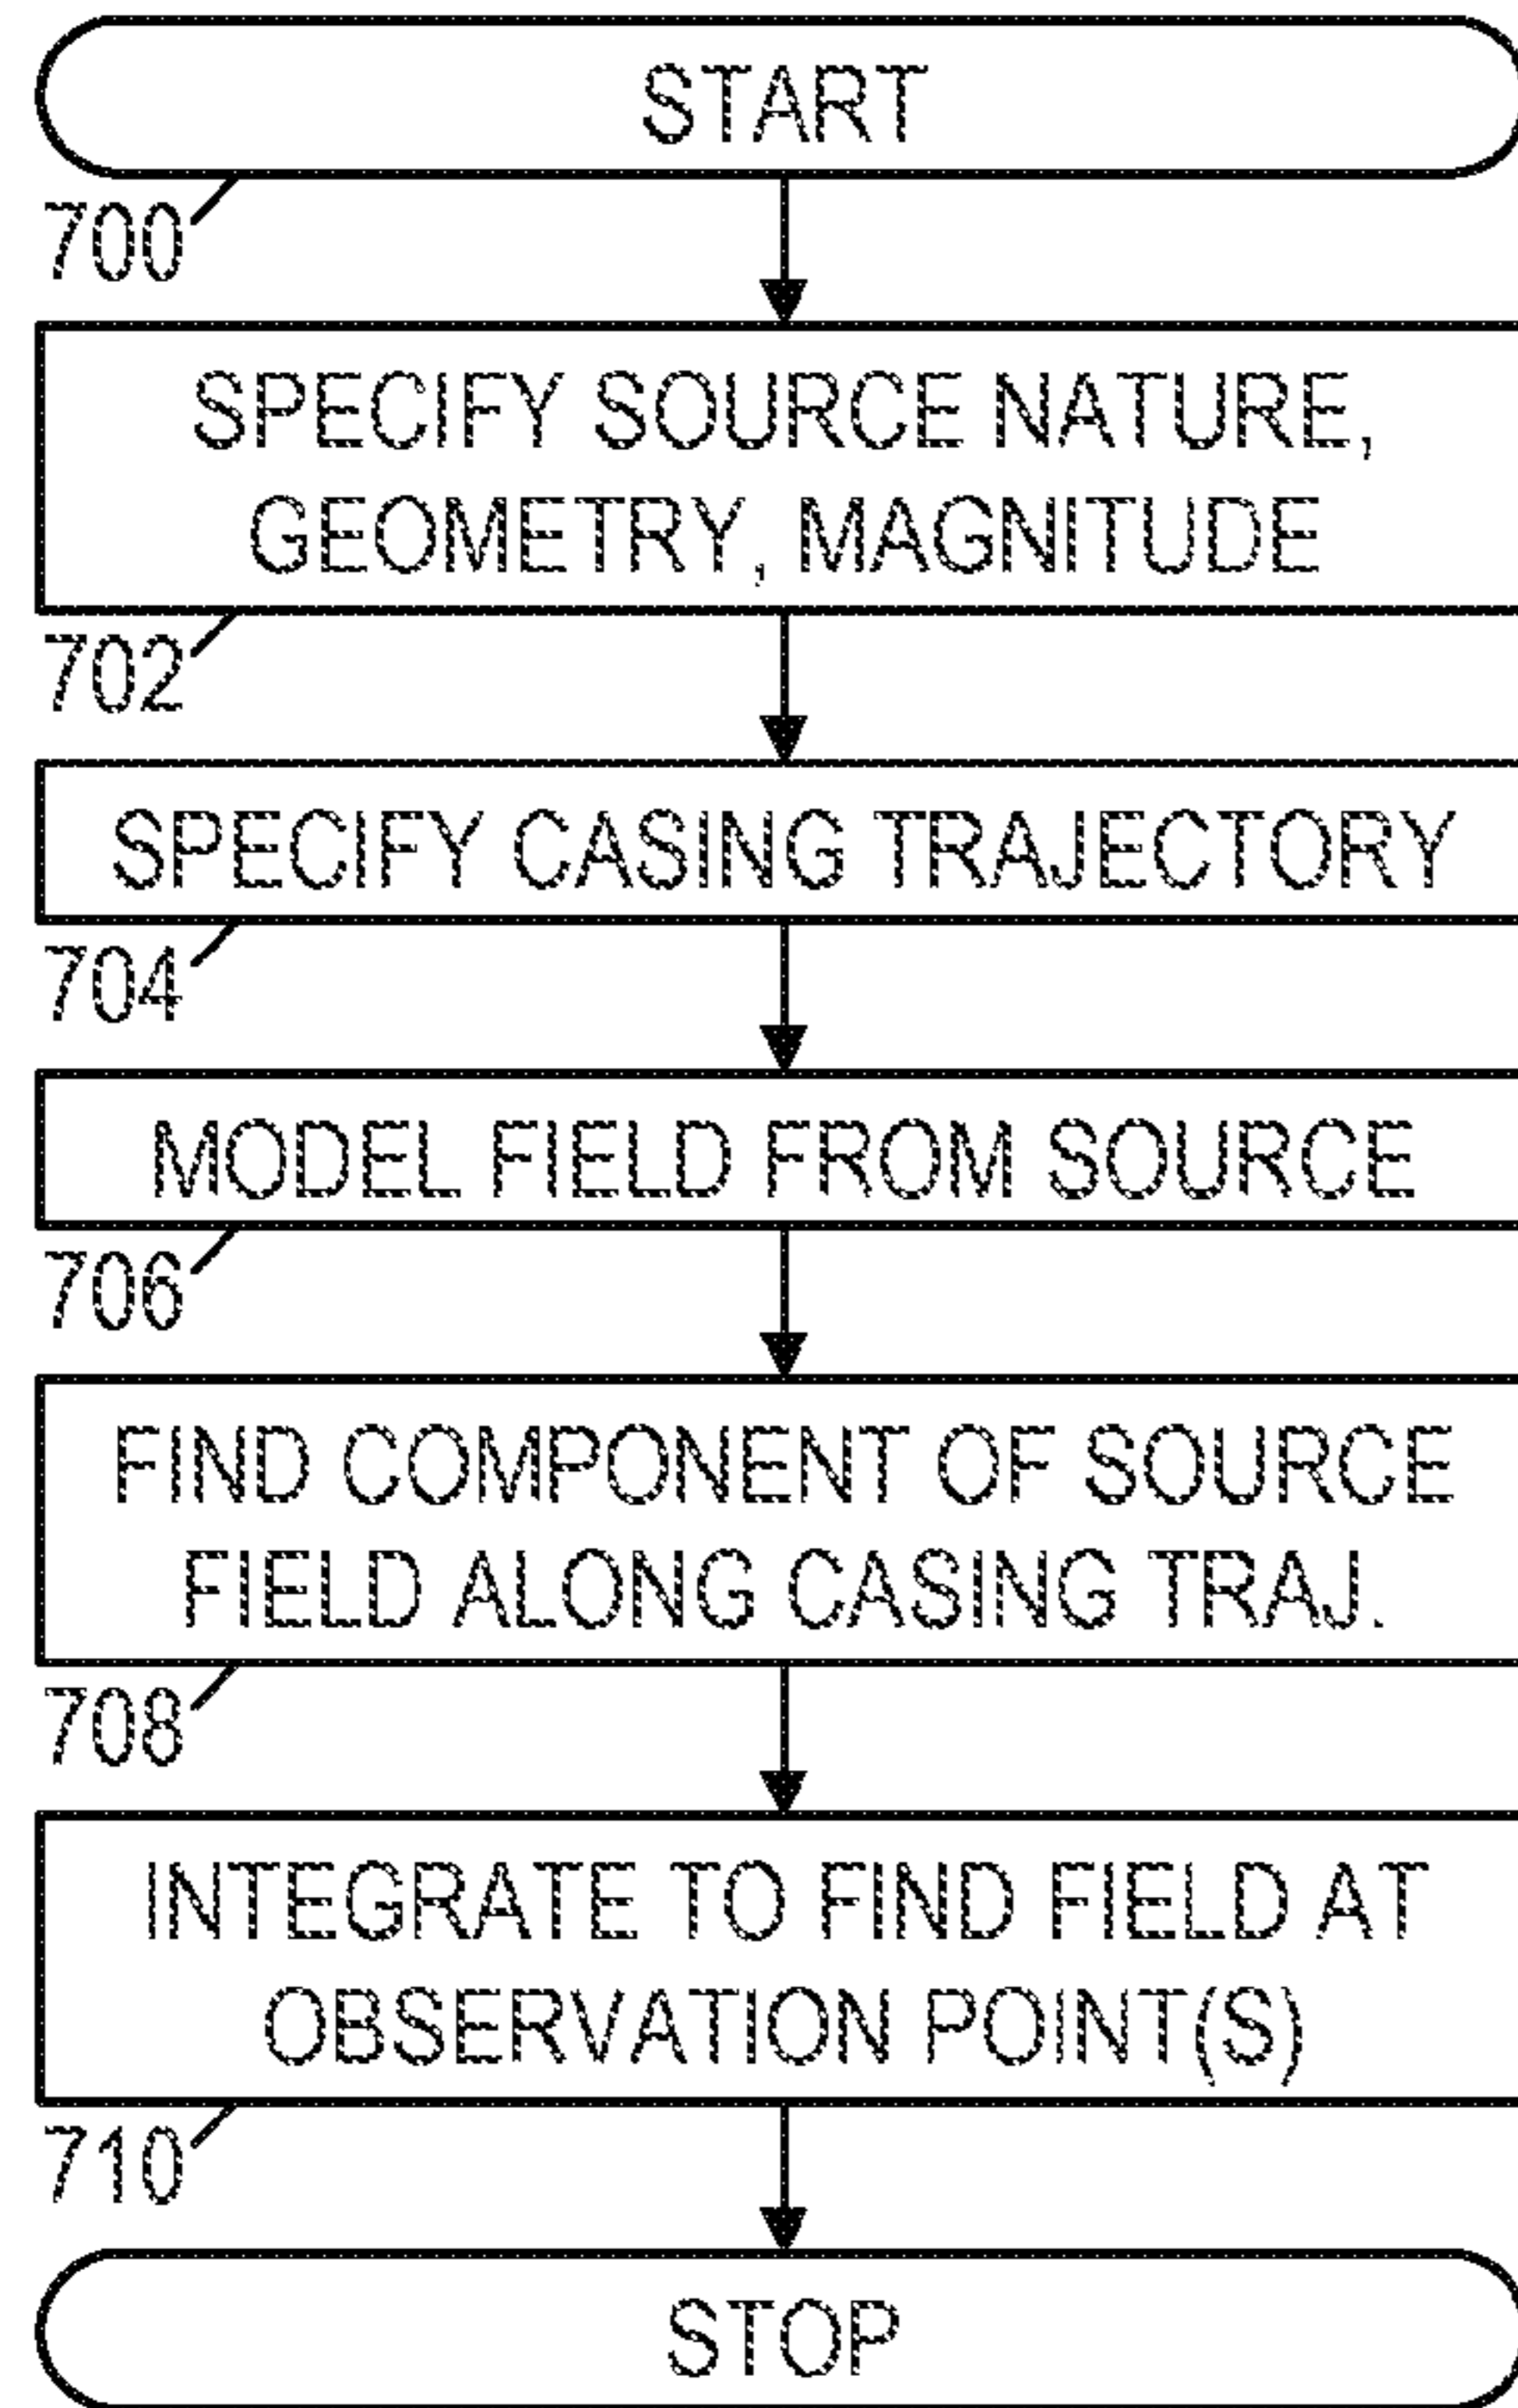 START
700
SPECIFY SOURCE NATURE,
GEOMETRY, MAGNITUDE
702
SPECIFY CASING TRAJECTORY
704
MODEL FIELD FROM SOURCE
706
FIND COMPONENT OF SOURCE
FIELD ALONG CASING TRAJ.
708
INTEGRATE TO FIND FIELD AT
OBSERVATION POINT(S)
710
STOP